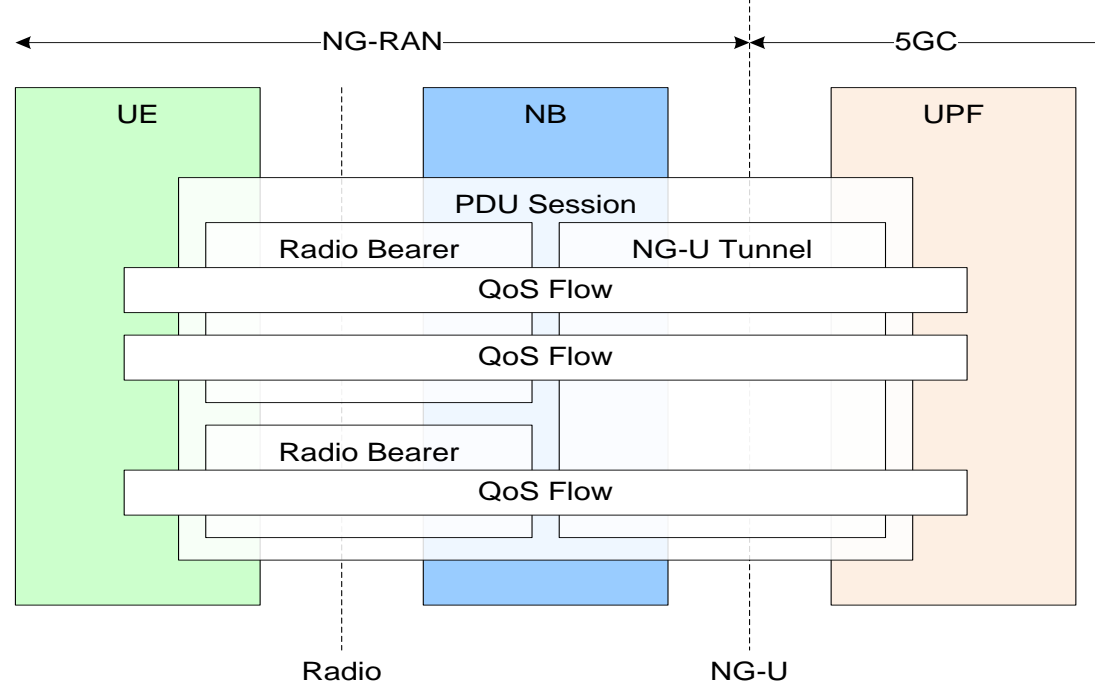 NG-RAN
5GC
UE
NB
UPF
PDU Session
Radio Bearer
NG-U Tunnel
QoS Flow
QoS Flow
Radio Bearer
QoS Flow
Radio
NG-U